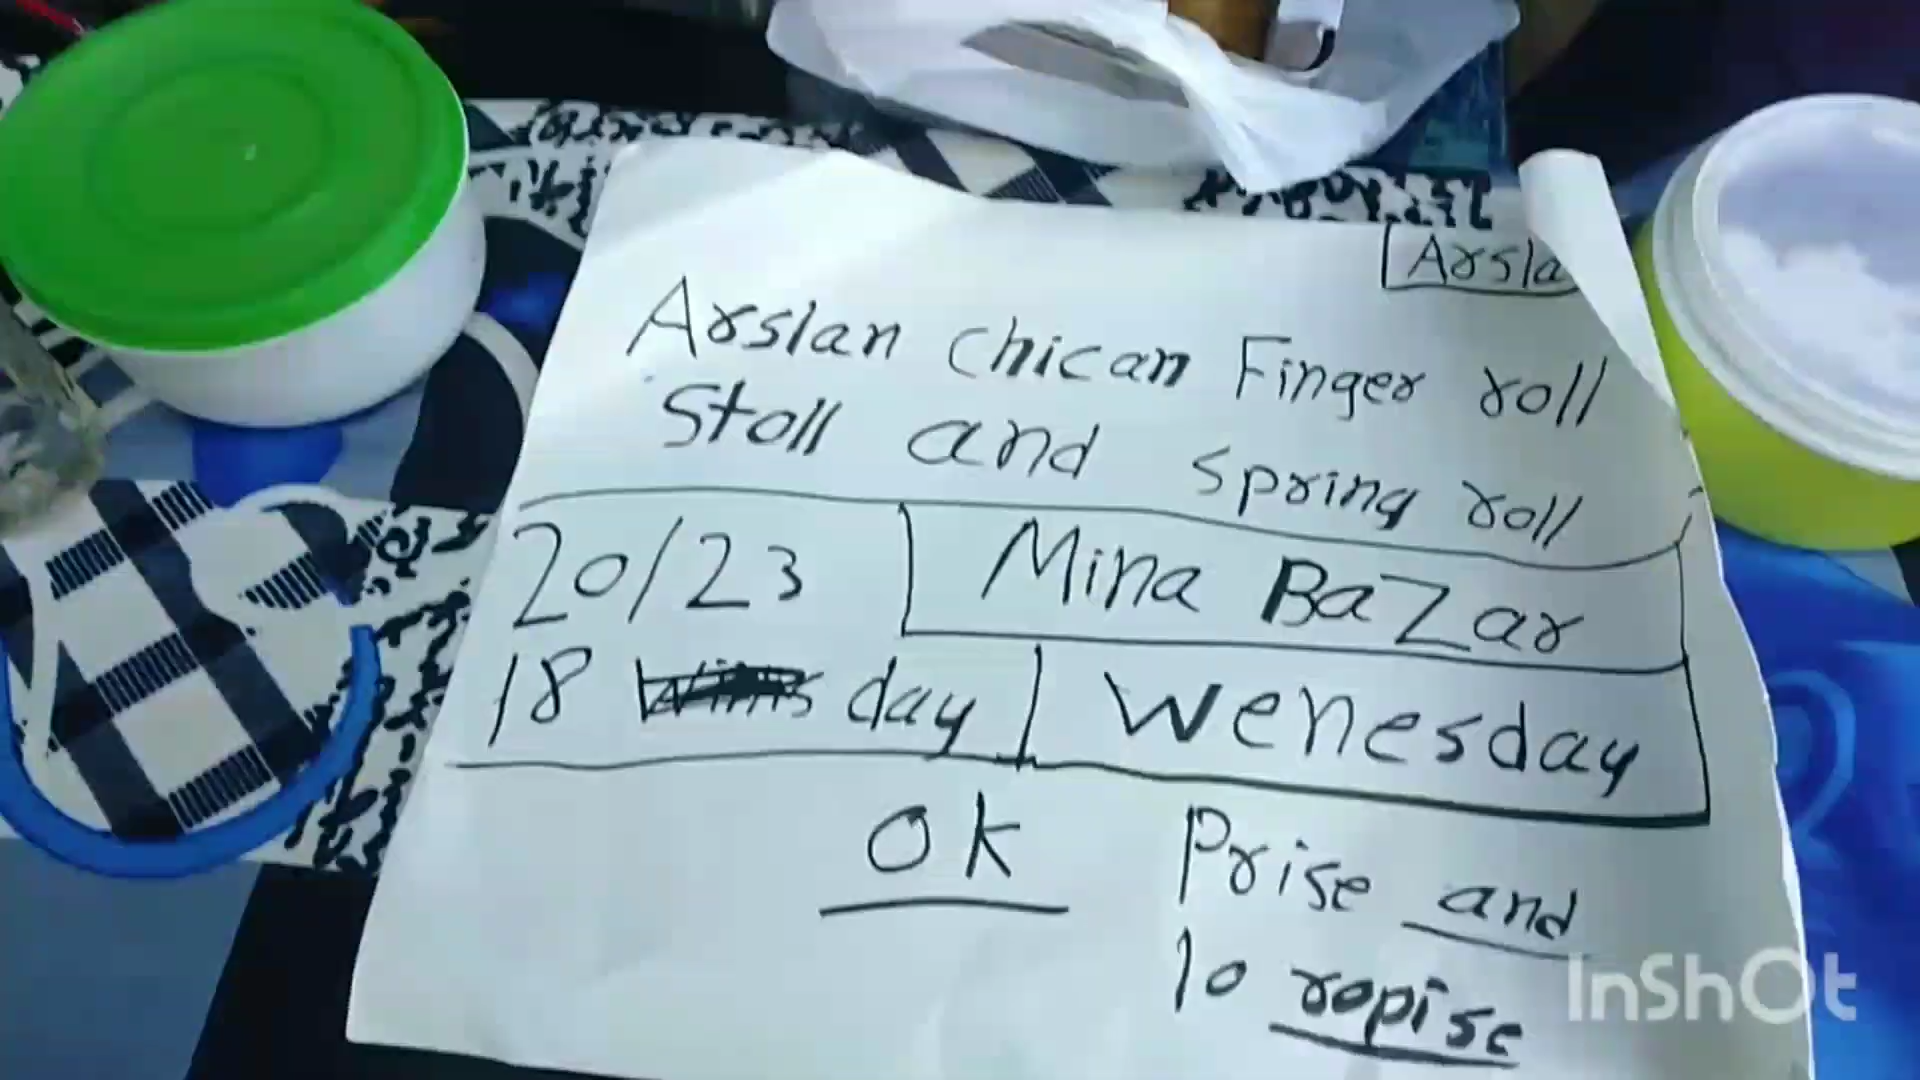 Arsla
Arslan Chican Finger roll
Stoll and spring roll
20/23 Mina BaZar
18 day Wenesday
OK Prise and
10 ropise
InShOt